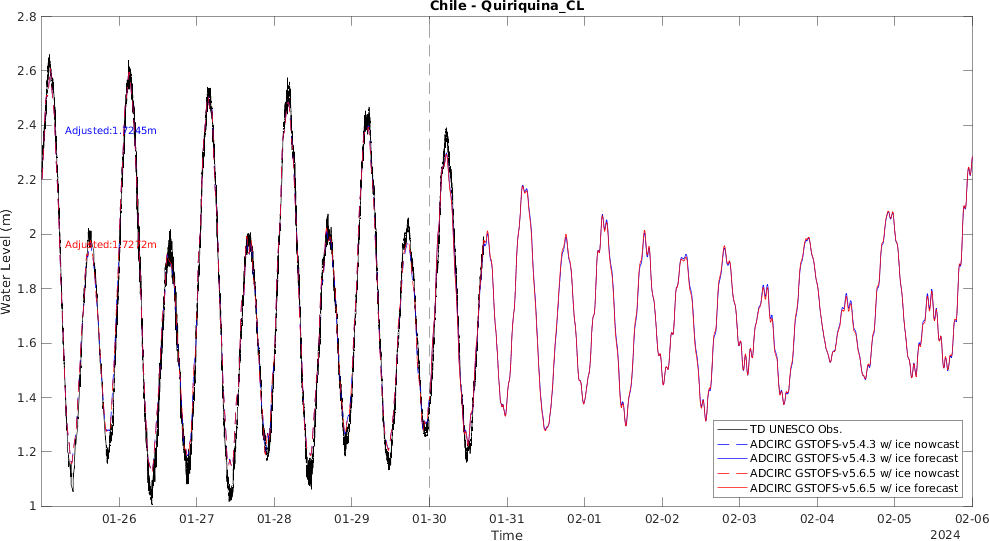 Chile - Quiriquina_CL
2.8
2.6
2.4
2.2
2
1.8
1.6
1.4
1.2
1
Water Level (m)
Adjusted:1.7245m
Adjusted:1.7272m
TD UNESCO Obs.
ADCIRC GSTOFS-v5.4.3 w/ ice nowcast
ADCIRC GSTOFS-v5.4.3 w/ ice forecast
ADCIRC GSTOFS-v5.6.5 w/ ice nowcast
ADCIRC GSTOFS-v5.6.5 w/ ice forecast
01-26 01-27 01-28 01-29 01-30 01-31 02-01 02-02 02-03 02-04 02-05 02-06
Time
2024